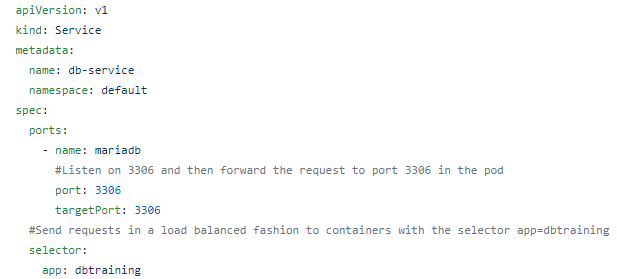 apiVersion: v1
kind: Service
metadata:
  name: db-service
  namespace: default
spec:
  ports:
    - name: mariadb
      #Listen on 3306 and then forward the request to port 3306 in the pod
      port: 3306
      targetPort: 3306
  #Send requests in a load balanced fashion to containers with the selector app=dbtraining
  selector:
    app: dbtraining